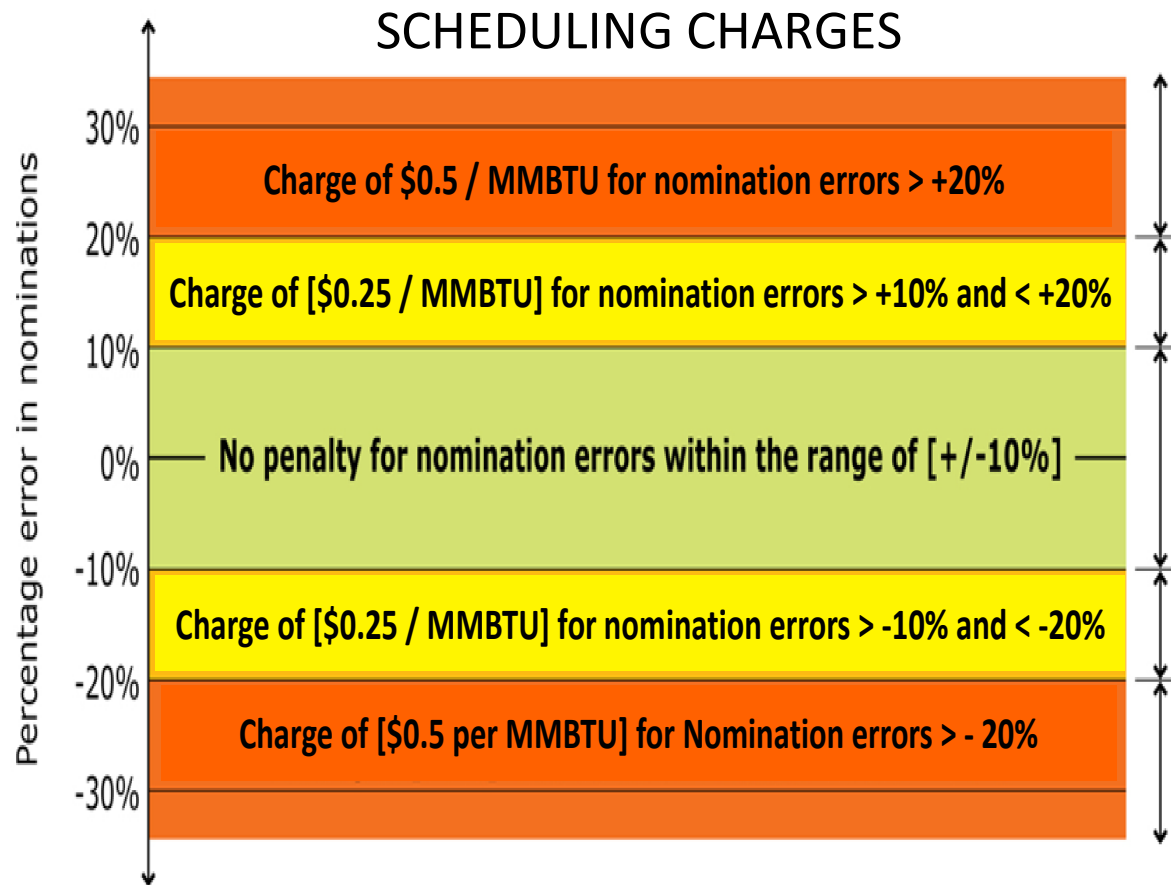 SCHEDULING CHARGES
Percentage error in nominations
30%
Charge of $0.5 / MMBTU for nomination errors > +20%
20%
Charge of [$0.25 / MMBTU] for nomination errors > +10% and < +20%
10%
0%
No penalty for nomination errors within the range of [+/-10%]
-10%
Charge of [$0.25 / MMBTU] for nomination errors > -10% and < -20%
-20%
Charge of [$0.5 per MMBTU] for Nomination errors > - 20%
-30%